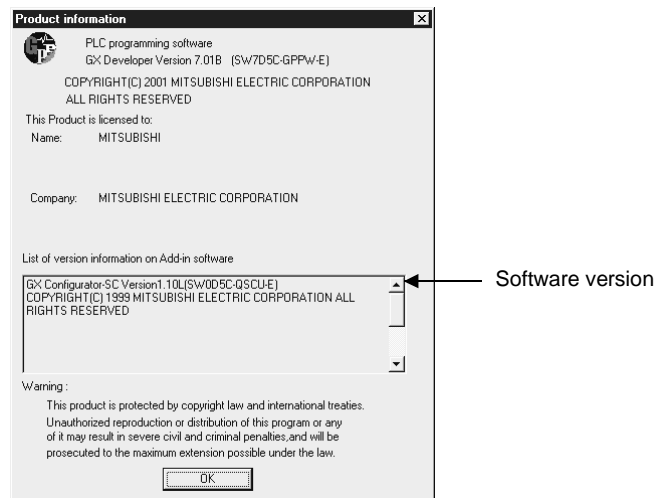 Product information
PLC programming software
GX Developer Version 7.01B (SW7D5C-GPPW-E)
COPYRIGHT(C) 2001 MITSUBISHI ELECTRIC CORPORATION
ALL RIGHTS RESERVED
This Product is licensed to:
Name: MITSUBISHI
Company: MITSUBISHI ELECTRIC CORPORATION
List of version information on Add-in software
GX Configurator-SC Version1.10L(SW0D5C-QSCU-E)
COPYRIGHT(C) 1999 MITSUBISHI ELECTRIC CORPORATION ALL
RIGHTS RESERVED
Software version
Warning :
This product is protected by copyright law and international treaties.
Unauthorized reproduction or distribution of this program or any
of it may result in severe civil and criminal penalties,and will be
prosecuted to the maximum extension possible under the law.
OK